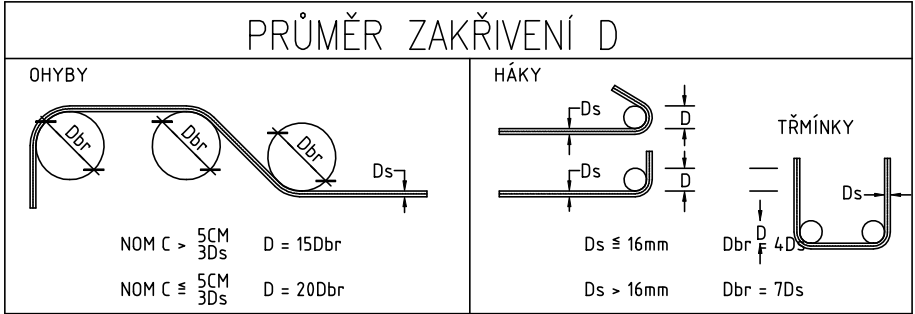 PRŮMĚR ZAKŘIVENÍ D
OHYBY
Dbr
Dbr
Dbr
Ds
NOM C > 5CM 3Ds D = 15Dbr
NOM C ≦ 5CM 3Ds D = 20Dbr
HÁKY
Ds
D
Ds
D
TŘMÍNKY
Ds
D
Ds ≦ 16mm Dbr = 4Ds
Ds > 16mm Dbr = 7Ds